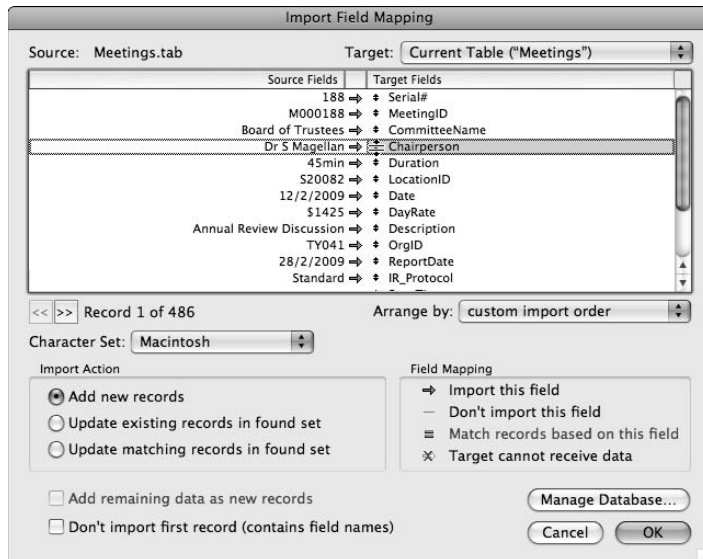 Import Field Mapping
Source: Meetings.tab Target: Current Table ("Meetings")
Source Fields Target Fields
188 Serial#
M000188 MeetingID
Board of Trustees CommitteeName
Dr S Magellan Chairperson
45min Duration
S20082 LocationID
12/2/2009 Date
$1425 DayRate
Annual Review Discussion Description
TY041 OrgID
28/2/2009 ReportDate
Standard IR_Protocol
<< >> Record 1 of 486 Arrange by: custom import order
Character Set: Macintosh
Import Action Field Mapping
Add new records Import this field
Update existing records in found set Don't import this field
Update matching records in found set Match records based on this field
Target cannot receive data
Add remaining data as new records Manage Database...
Don't import first record (contains field names) Cancel OK